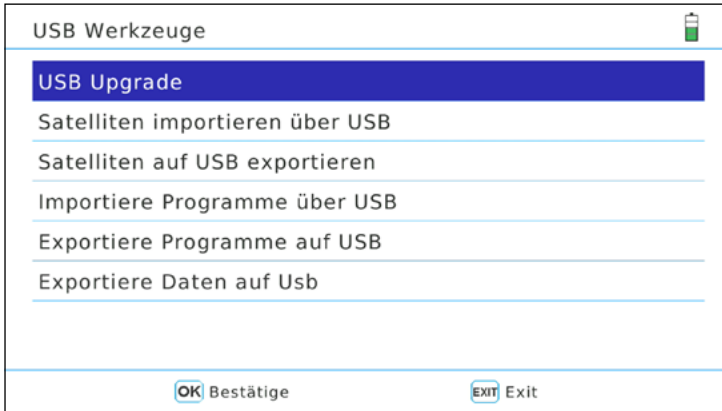 USB Werkzeuge
USB Upgrade
Satelliten importieren über USB
Satelliten auf USB exportieren
Importiere Programme über USB
Exportiere Programme auf USB
Exportiere Daten auf Usb
OK Bestätige EXIT Exit